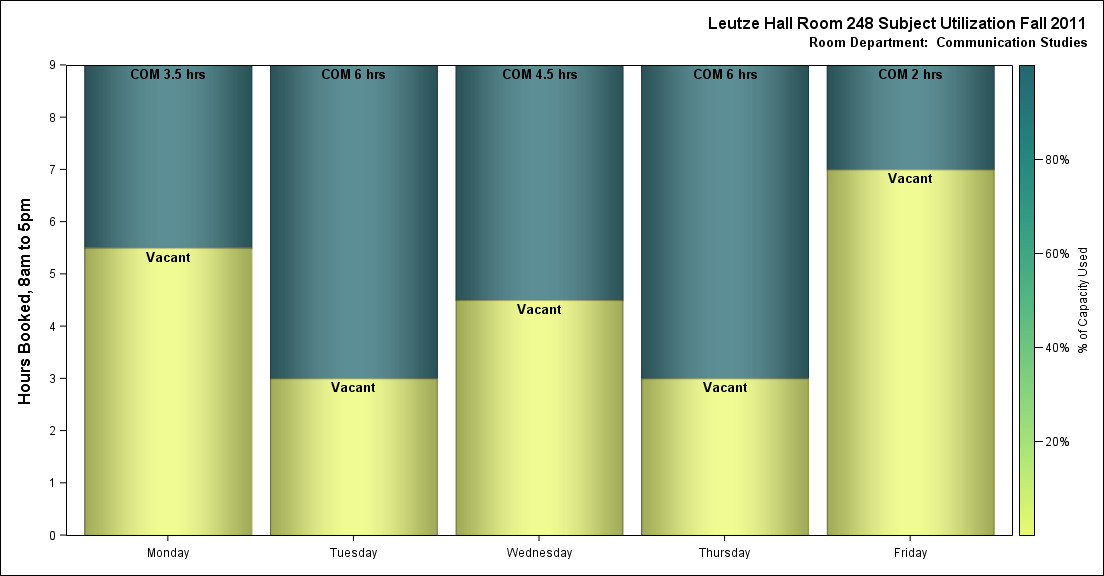 Leutze Hall Room 248 Subject Utilization Fall 2011
Room Department:  Communication Studies
Hours Booked, 8am to 5pm
9
8
7
6
5
4
3
2
1
0
COM 3.5 hrs
Vacant
COM 6 hrs
Vacant
COM 4.5 hrs
Vacant
COM 6 hrs
Vacant
COM 2 hrs
Vacant
Monday
Tuesday
Wednesday
Thursday
Friday
80%
60%
40%
20%
% of Capacity Used